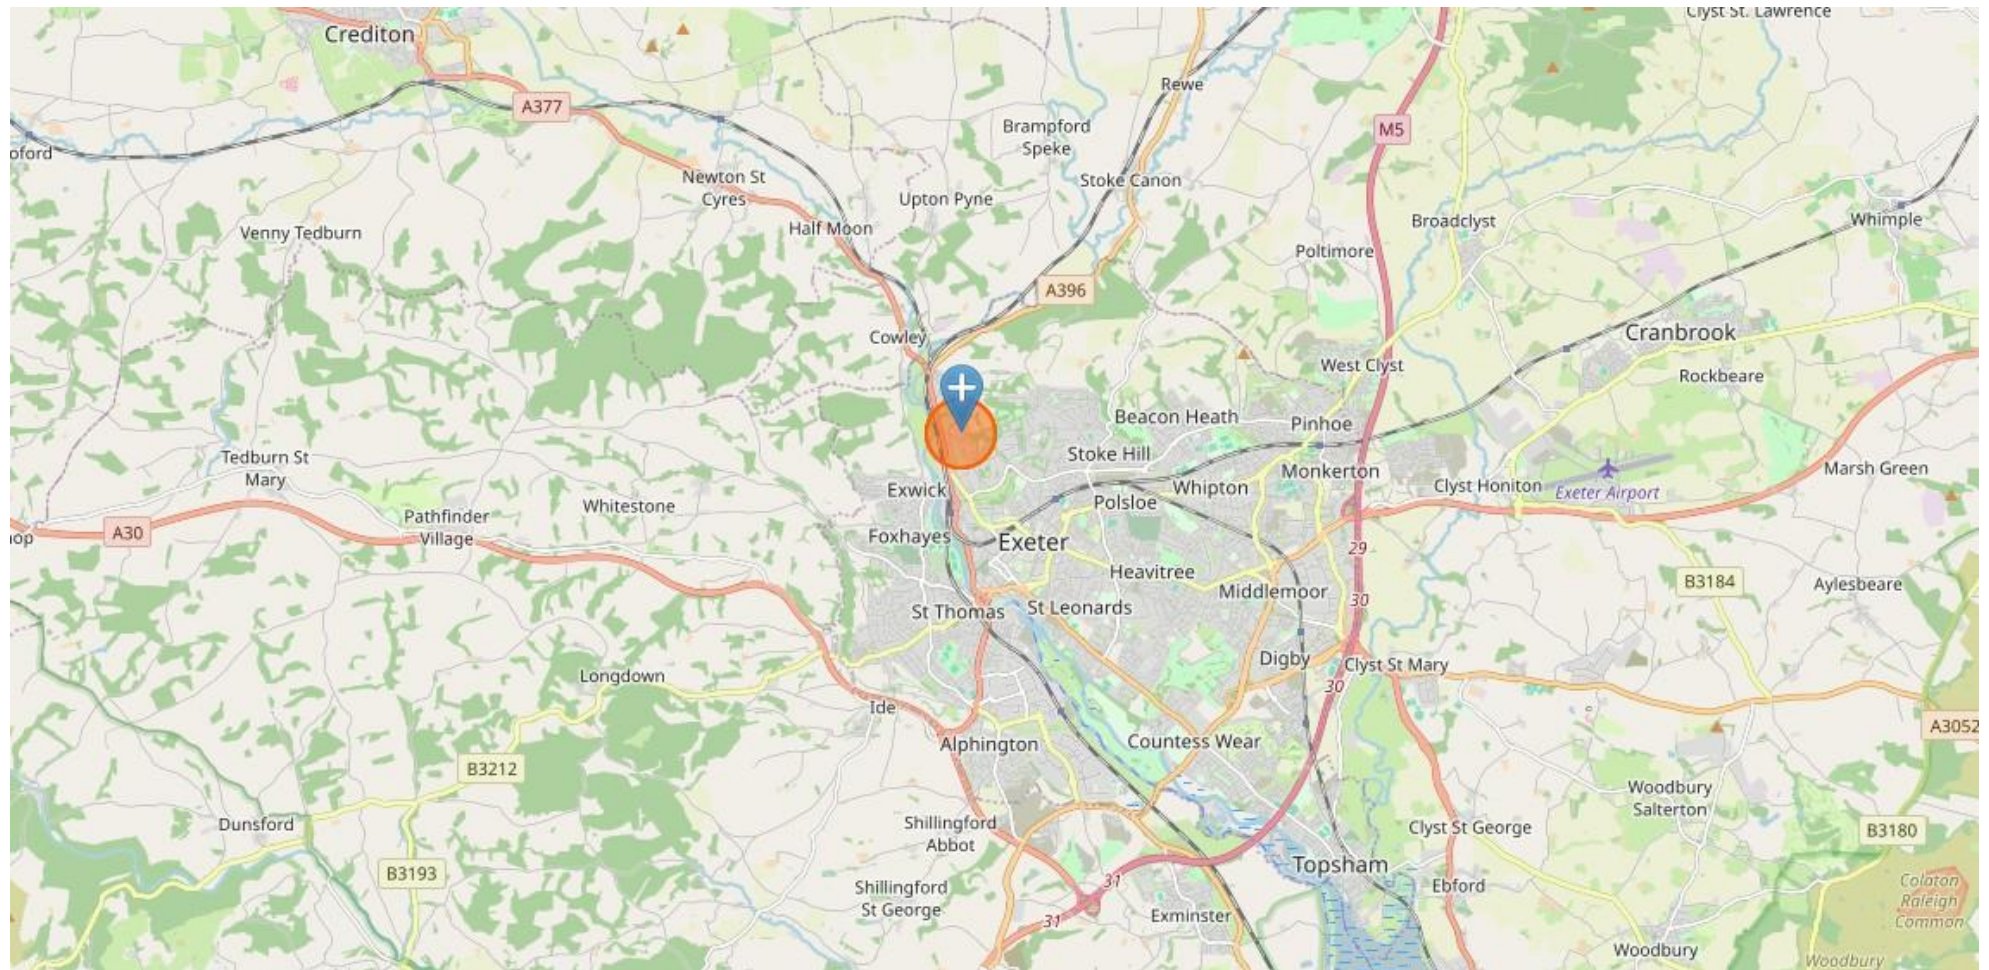 Clyst St. Lawrence
Crediton
Rewe
A377
Brampford
Speke
M5
oford
Newton St
Cyres
Stoke Canon
Upton Pyne
Half Moon
Venny Tedburn
Broadclyst
Whimple
Poltimore
A396
Cowley
Cranbrook
West Clyst
Rockbeare
Beacon Heath
Pinhoe
Stoke Hill
Tedburn St
Mary
Monkerton
Marsh Green
Exwick
Whipton
Clyst Honiton
Exeter Airport
Polsloe
Whitestone
Pathfinder
Village
A30
op
Foxhayes
Exeter
29
Heavitree
Middlemoor
B3184
Aylesbeare
30
St Thomas
St Leonards
Digby
Clyst St Mary
Longdown
30
Ide
A3052
Alphington
Countess Wear
B3212
Woodbury
Salterton
Dunsford
Shillingford
Abbot
Clyst St George
B3180
Topsham
B3193
31
Ebford
Shillingford
St George
Colaton
Raleigh
Common
Exminster
31
Woodbury
Woodbury